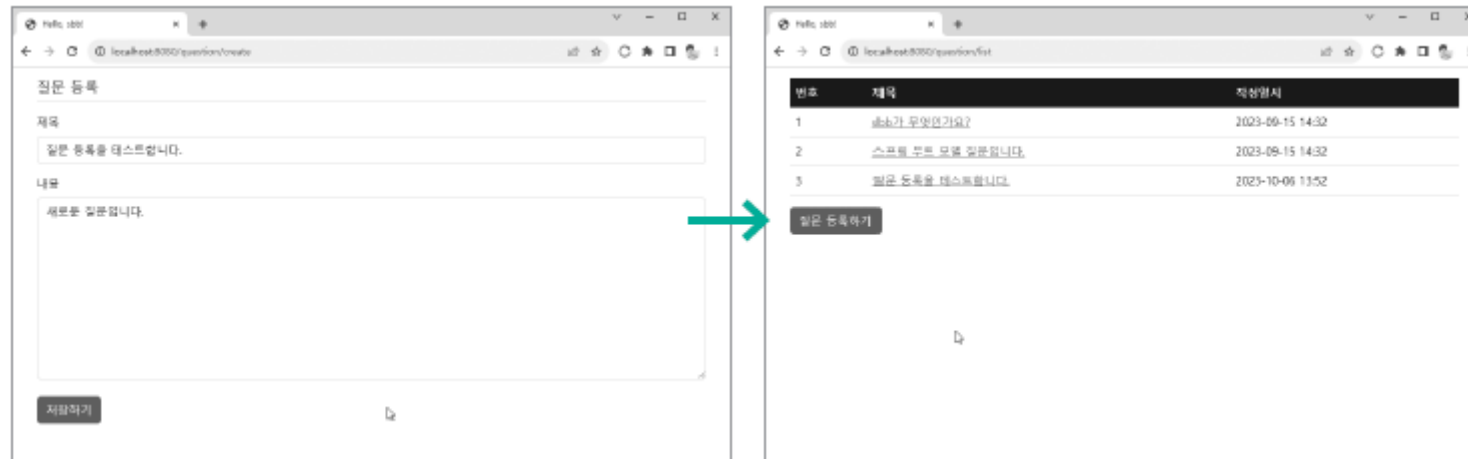 Hello, sbb!
localhost:8080/question/create
질문 등록
제목
질문 등록을 테스트합니다.
내용
새로운 질문입니다.
저장하기
Hello, sbb!
localhost:8080/question/list
번호 제목 작성일시
1 sbb가 무엇인가요? 2023-09-15 14:32
2 스프링 부트 모델 질문입니다. 2023-09-15 14:32
3 질문 등록을 테스트합니다. 2023-10-06 13:52
질문 등록하기